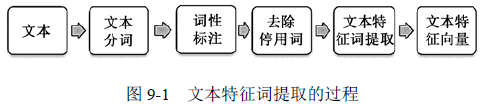 文本
文本
分词
词性
标注
去除
停用词
文本特
征词提取
文本特
征向量
图 9-1 文本特征词提取的过程